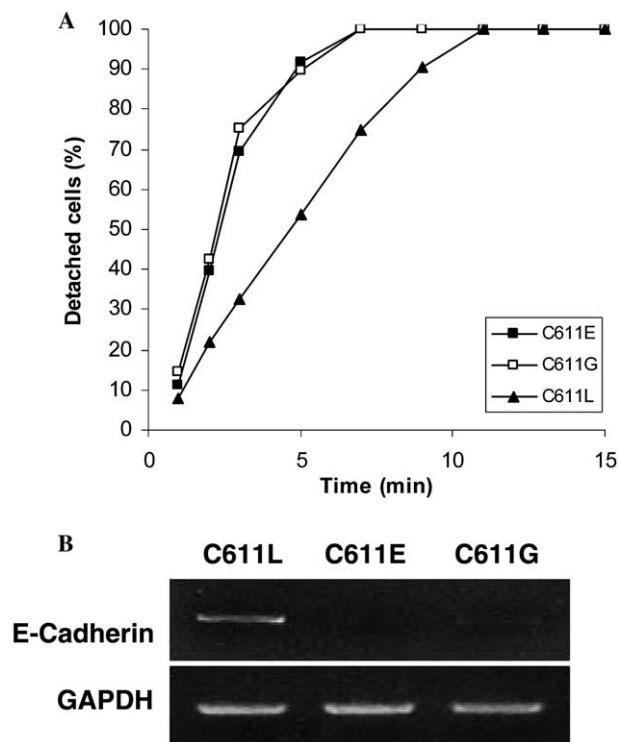 A
100
90
80
70
60
50
40
30
20
10
0
Detached cells (%)
0 5 10 15
Time (min)
C611E
C611G
C611L
B
C611L C611E C611G
E-Cadherin
GAPDH